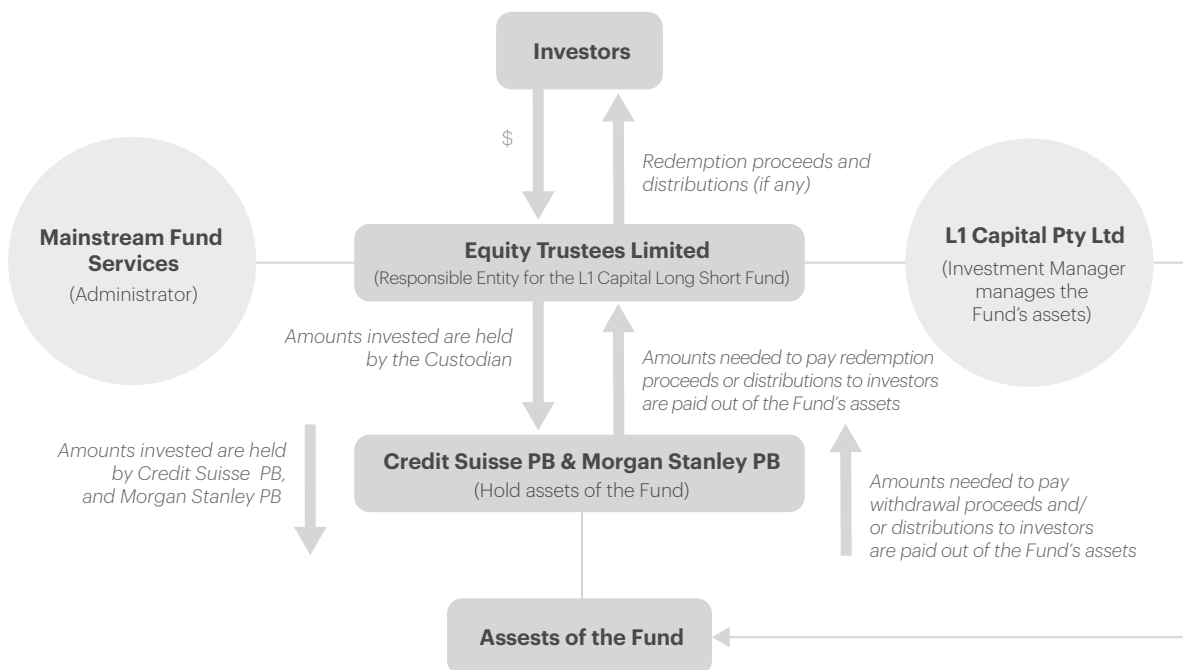 Investors
$
Redemption proceeds and
distributions (if any)
Mainstream Fund
Services
(Administrator)
Equity Trustees Limited
(Responsible Entity for the L1 Capital Long Short Fund)
L1 Capital Pty Ltd
(Investment Manager
manages the
Fund's assets)
Amounts invested are held
by the Custodian
Amounts needed to pay redemption
proceeds or distributions to investors
are paid out of the Fund's assets
Amounts invested are held
by Credit Suisse PB,
and Morgan Stanley PB
Credit Suisse PB & Morgan Stanley PB
(Hold assets of the Fund)
Amounts needed to pay
withdrawal proceeds and/
or distributions to investors
are paid out of the Fund's assets
Assests of the Fund